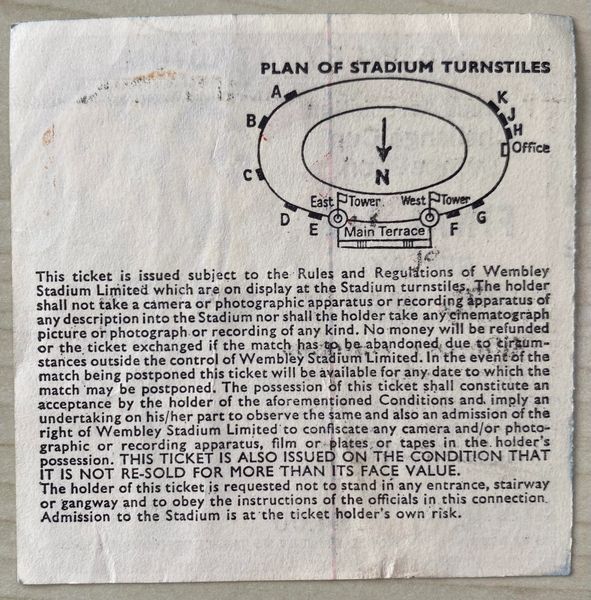 PLAN OF STADIUM TURNSTILES
A
K
J
B
H
Office
N
C
East Tower
West Tower
D
E
Main Terrace
F
G
This ticket is issued subject to the Rules and Regulations of Wembley
Stadium Limited which are on display at the Stadium turnstiles. The holder
shall not take a camera or photographic apparatus or recording apparatus of
any description into the Stadium nor shall the holder take any cinematograph
picture or photograph or recording of any kind. No money will be refunded
or the ticket exchanged if the match has to be abandoned due to circum-
stances outside the control of Wembley Stadium Limited. In the event of the
match being postponed this ticket will be available for any date to which the
match may be postponed. The possession of this ticket shall constitute an
acceptance by the holder of the aforementioned Conditions and imply an
undertaking on his/her part to observe the same and also an admission of the
right of Wembley Stadium Limited to confiscate any camera and/or photo-
graphic or recording apparatus, film or plates or tapes in the holder's
possession. THIS TICKET IS ALSO ISSUED ON THE CONDITION THAT
IT IS NOT RE-SOLD FOR MORE THAN ITS FACE VALUE.
The holder of this ticket is requested not to stand in any entrance, stairway
or gangway and to obey the instructions of the officials in this connection.
Admission to the Stadium is at the ticket holder's own risk.